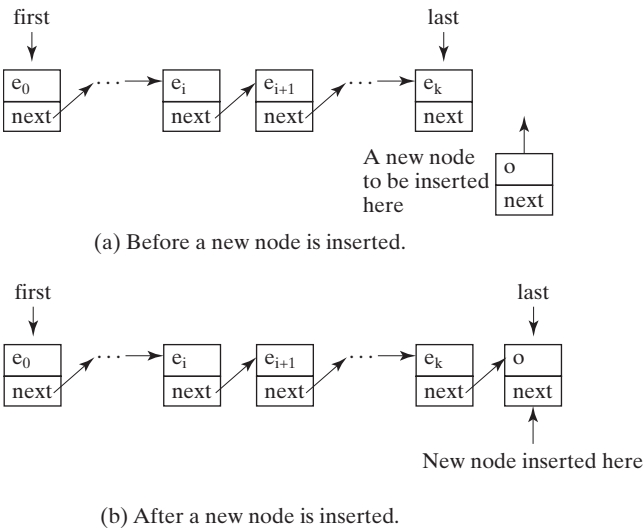 first last
e₀ ··· eᵢ eᵢ₊₁ ··· eₖ
next next next next
A new node
to be inserted
here
o
next
(a) Before a new node is inserted.
first last
e₀ ··· eᵢ eᵢ₊₁ ··· eₖ o
next next next next next
New node inserted here
(b) After a new node is inserted.